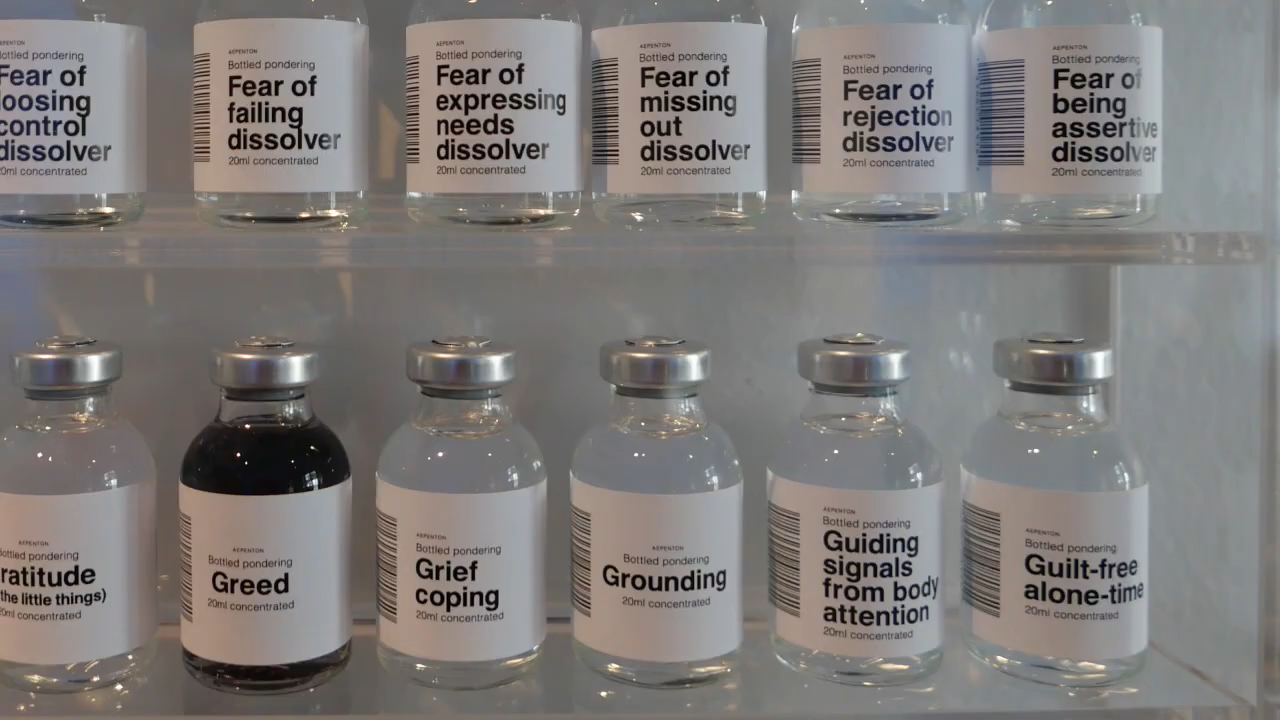 AEPENTON
Bottled pondering
Fear of
loosing
control
dissolver
20ml concentrated
AEPENTON
Bottled pondering
Fear of
failing
dissolver
20ml concentrated
AEPENTON
Bottled pondering
Fear of
expressing
needs
dissolver
20ml concentrated
AEPENTON
Bottled pondering
Fear of
missing
out
dissolver
20ml concentrated
AEPENTON
Bottled pondering
Fear of
rejection
dissolver
20ml concentrated
AEPENTON
Bottled pondering
Fear of
being
assertive
dissolver
20ml concentrated
AEPENTON
Bottled pondering
ratitude
the little things)
20ml concentrated
AEPENTON
Bottled pondering
Greed
20ml concentrated
AEPENTON
Bottled pondering
Grief
coping
20ml concentrated
AEPENTON
Bottled pondering
Grounding
20ml concentrated
AEPENTON
Bottled pondering
Guiding
signals
from body
attention
20ml concentrated
AEPENTON
Bottled pondering
Guilt-free
alone-time
20ml concentrated